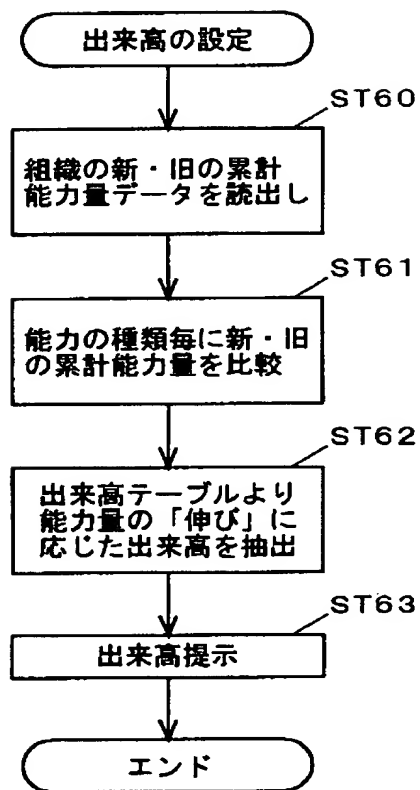 出来高の設定
ST60
組織の新・旧の累計
能力量データを読出し
ST61
能力の種類毎に新・旧
の累計能力量を比較
ST62
出来高テーブルより
能力量の「伸び」に
応じた出来高を抽出
ST63
出来高提示
エンド